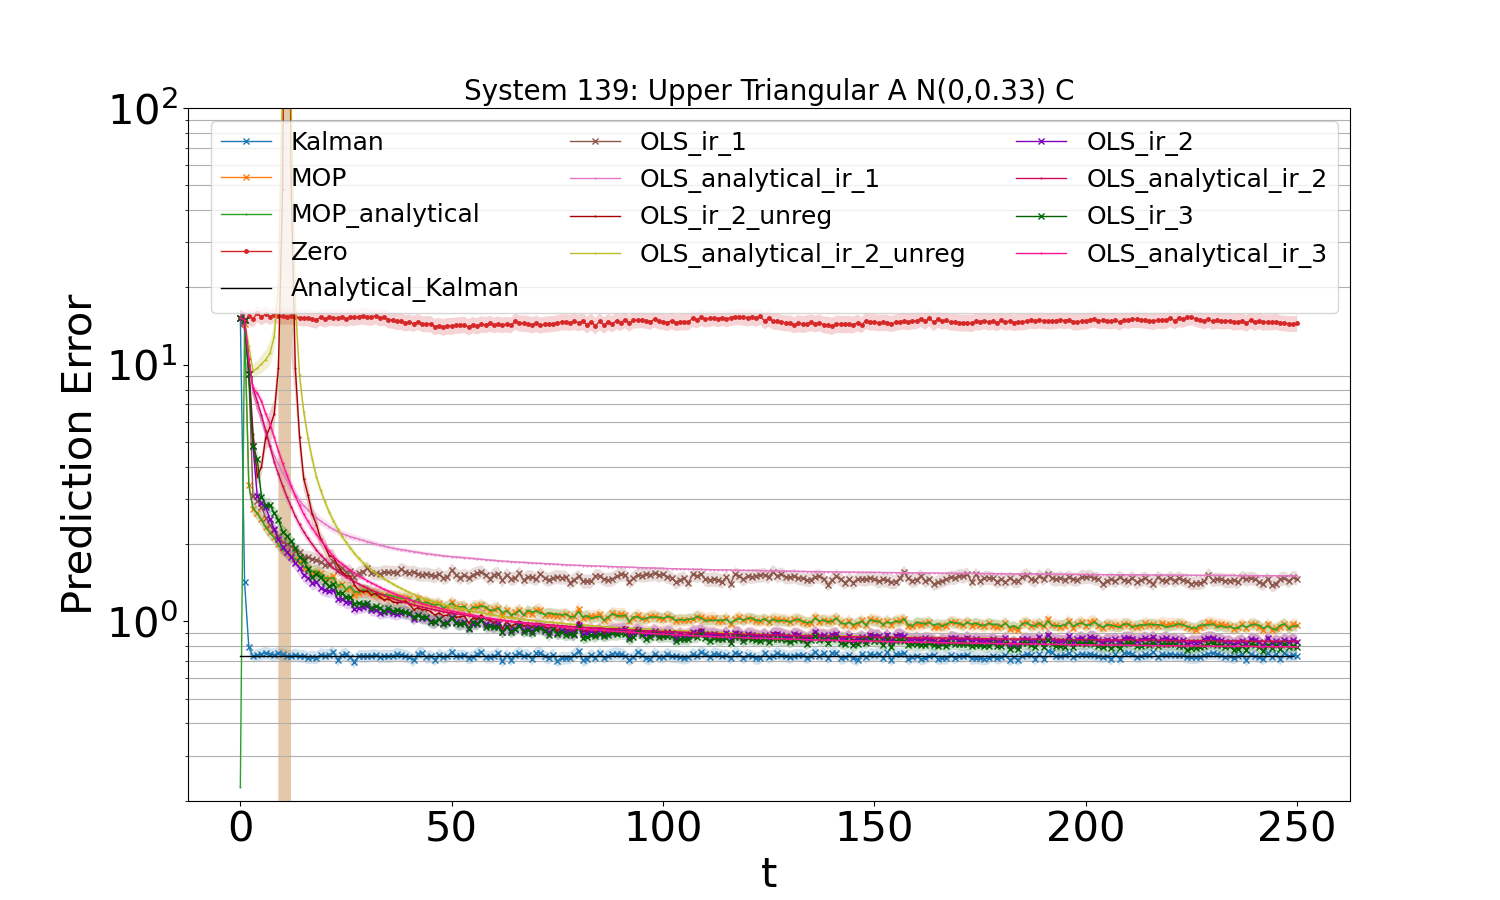 System 139: Upper Triangular A N(0,0.33) C
10²
10¹
10⁰
Prediction Error
Kalman
MOP
MOP_analytical
Zero
Analytical_Kalman
OLS_ir_1
OLS_analytical_ir_1
OLS_ir_2_unreg
OLS_analytical_ir_2_unreg
OLS_ir_2
OLS_analytical_ir_2
OLS_ir_3
OLS_analytical_ir_3
0 50 100 150 200 250
t